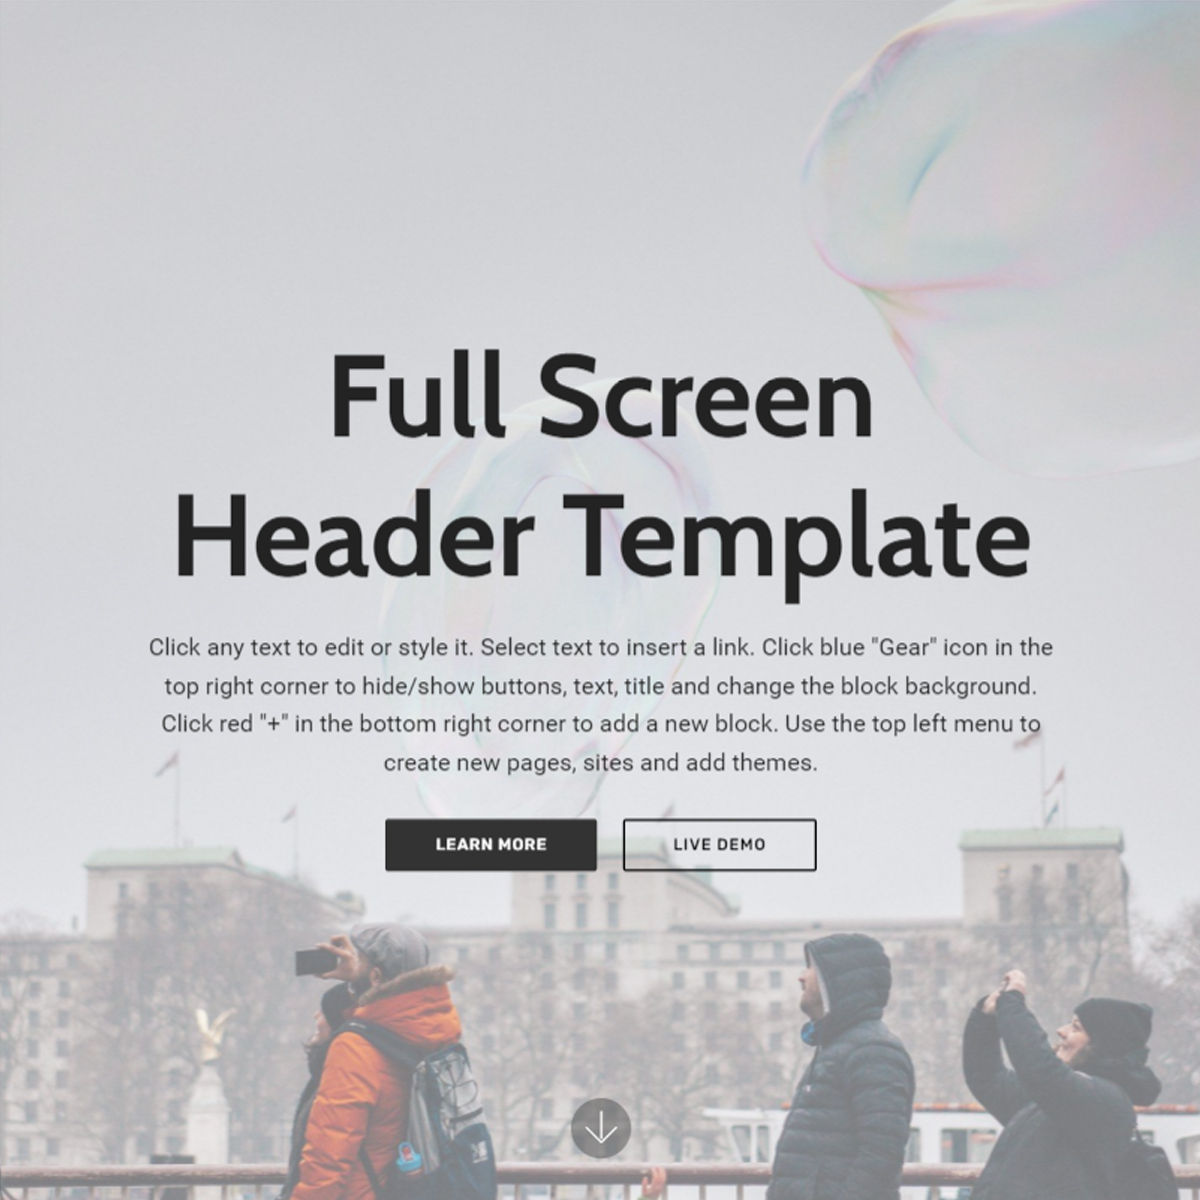 Full Screen
Header Template
Click any text to edit or style it. Select text to insert a link. Click blue "Gear" icon in the
top right corner to hide/show buttons, text, title and change the block background.
Click red "+" in the bottom right corner to add a new block. Use the top left menu to
create new pages, sites and add themes.
LEARN MORE
LIVE DEMO